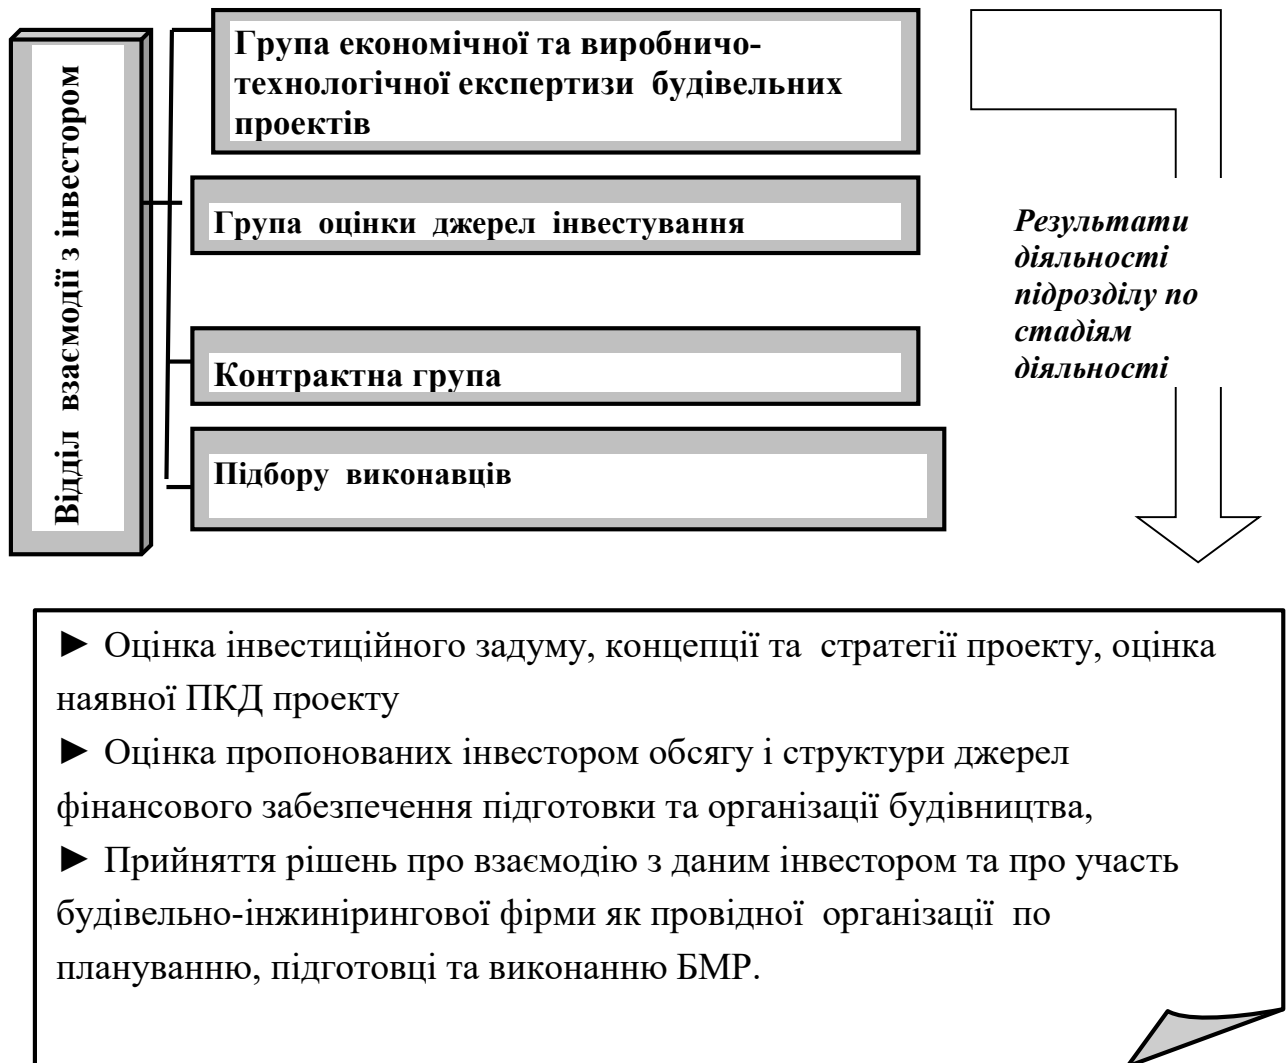 Відділ взаємодії з інвестором
Група економічної та виробничо-
технологічної експертизи будівельних
проектів
Група оцінки джерел інвестування
Контрактна група
Підбору виконавців
Результати
діяльності
підрозділу по
стадіям
діяльності
► Оцінка інвестиційного задуму, концепції та стратегії проекту, оцінка
наявної ПКД проекту
► Оцінка пропонованих інвестором обсягу і структури джерел
фінансового забезпечення підготовки та організації будівництва,
► Прийняття рішень про взаємодію з даним інвестором та про участь
будівельно-інжинірингової фірми як провідної організації по
плануванню, підготовці та виконанню БМР.